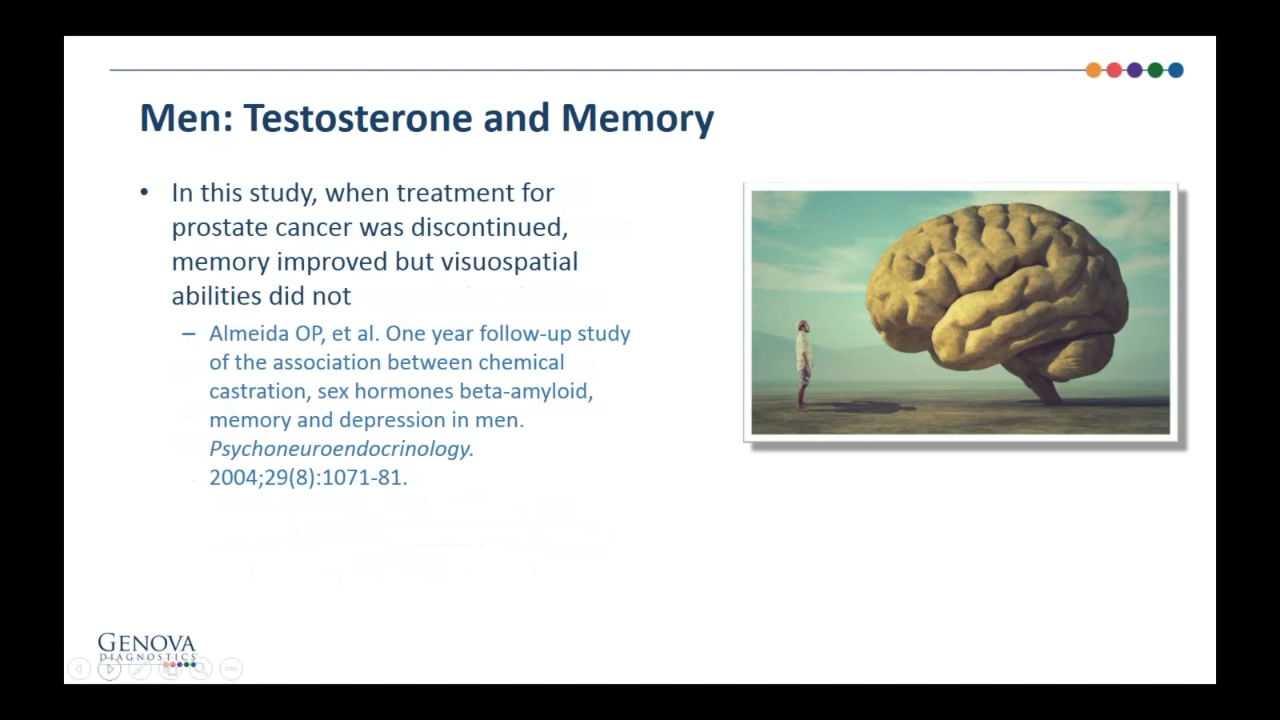 Men: Testosterone and Memory
• In this study, when treatment for
prostate cancer was discontinued,
memory improved but visuospatial
abilities did not
– Almeida OP, et al. One year follow-up study
of the association between chemical
castration, sex hormones beta-amyloid,
memory and depression in men.
Psychoneuroendocrinology.
2004;29(8):1071-81.
GENOVA
DIAGNOSTICS